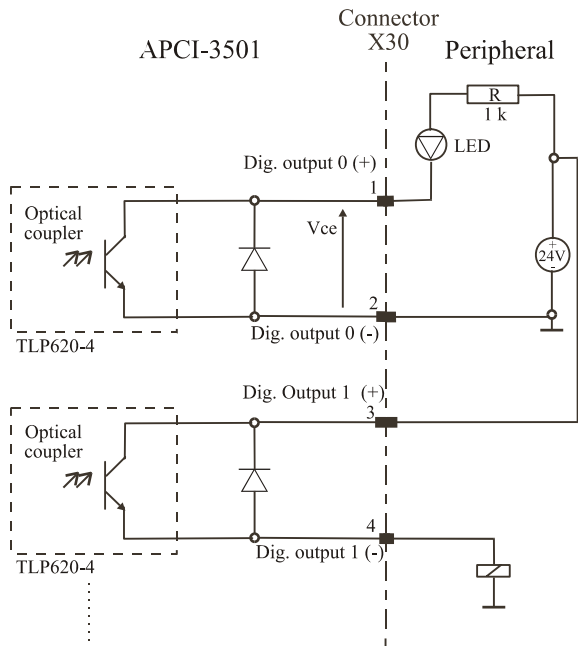 APCI-3501
Connector
X30
Peripheral
R
1 k
LED
Dig. output 0 (+)
1
Optical
coupler
Vce
+
24V
-
2
Dig. output 0 (-)
TLP620-4
Dig. Output 1 (+)
3
Optical
coupler
4
Dig. output 1 (-)
TLP620-4